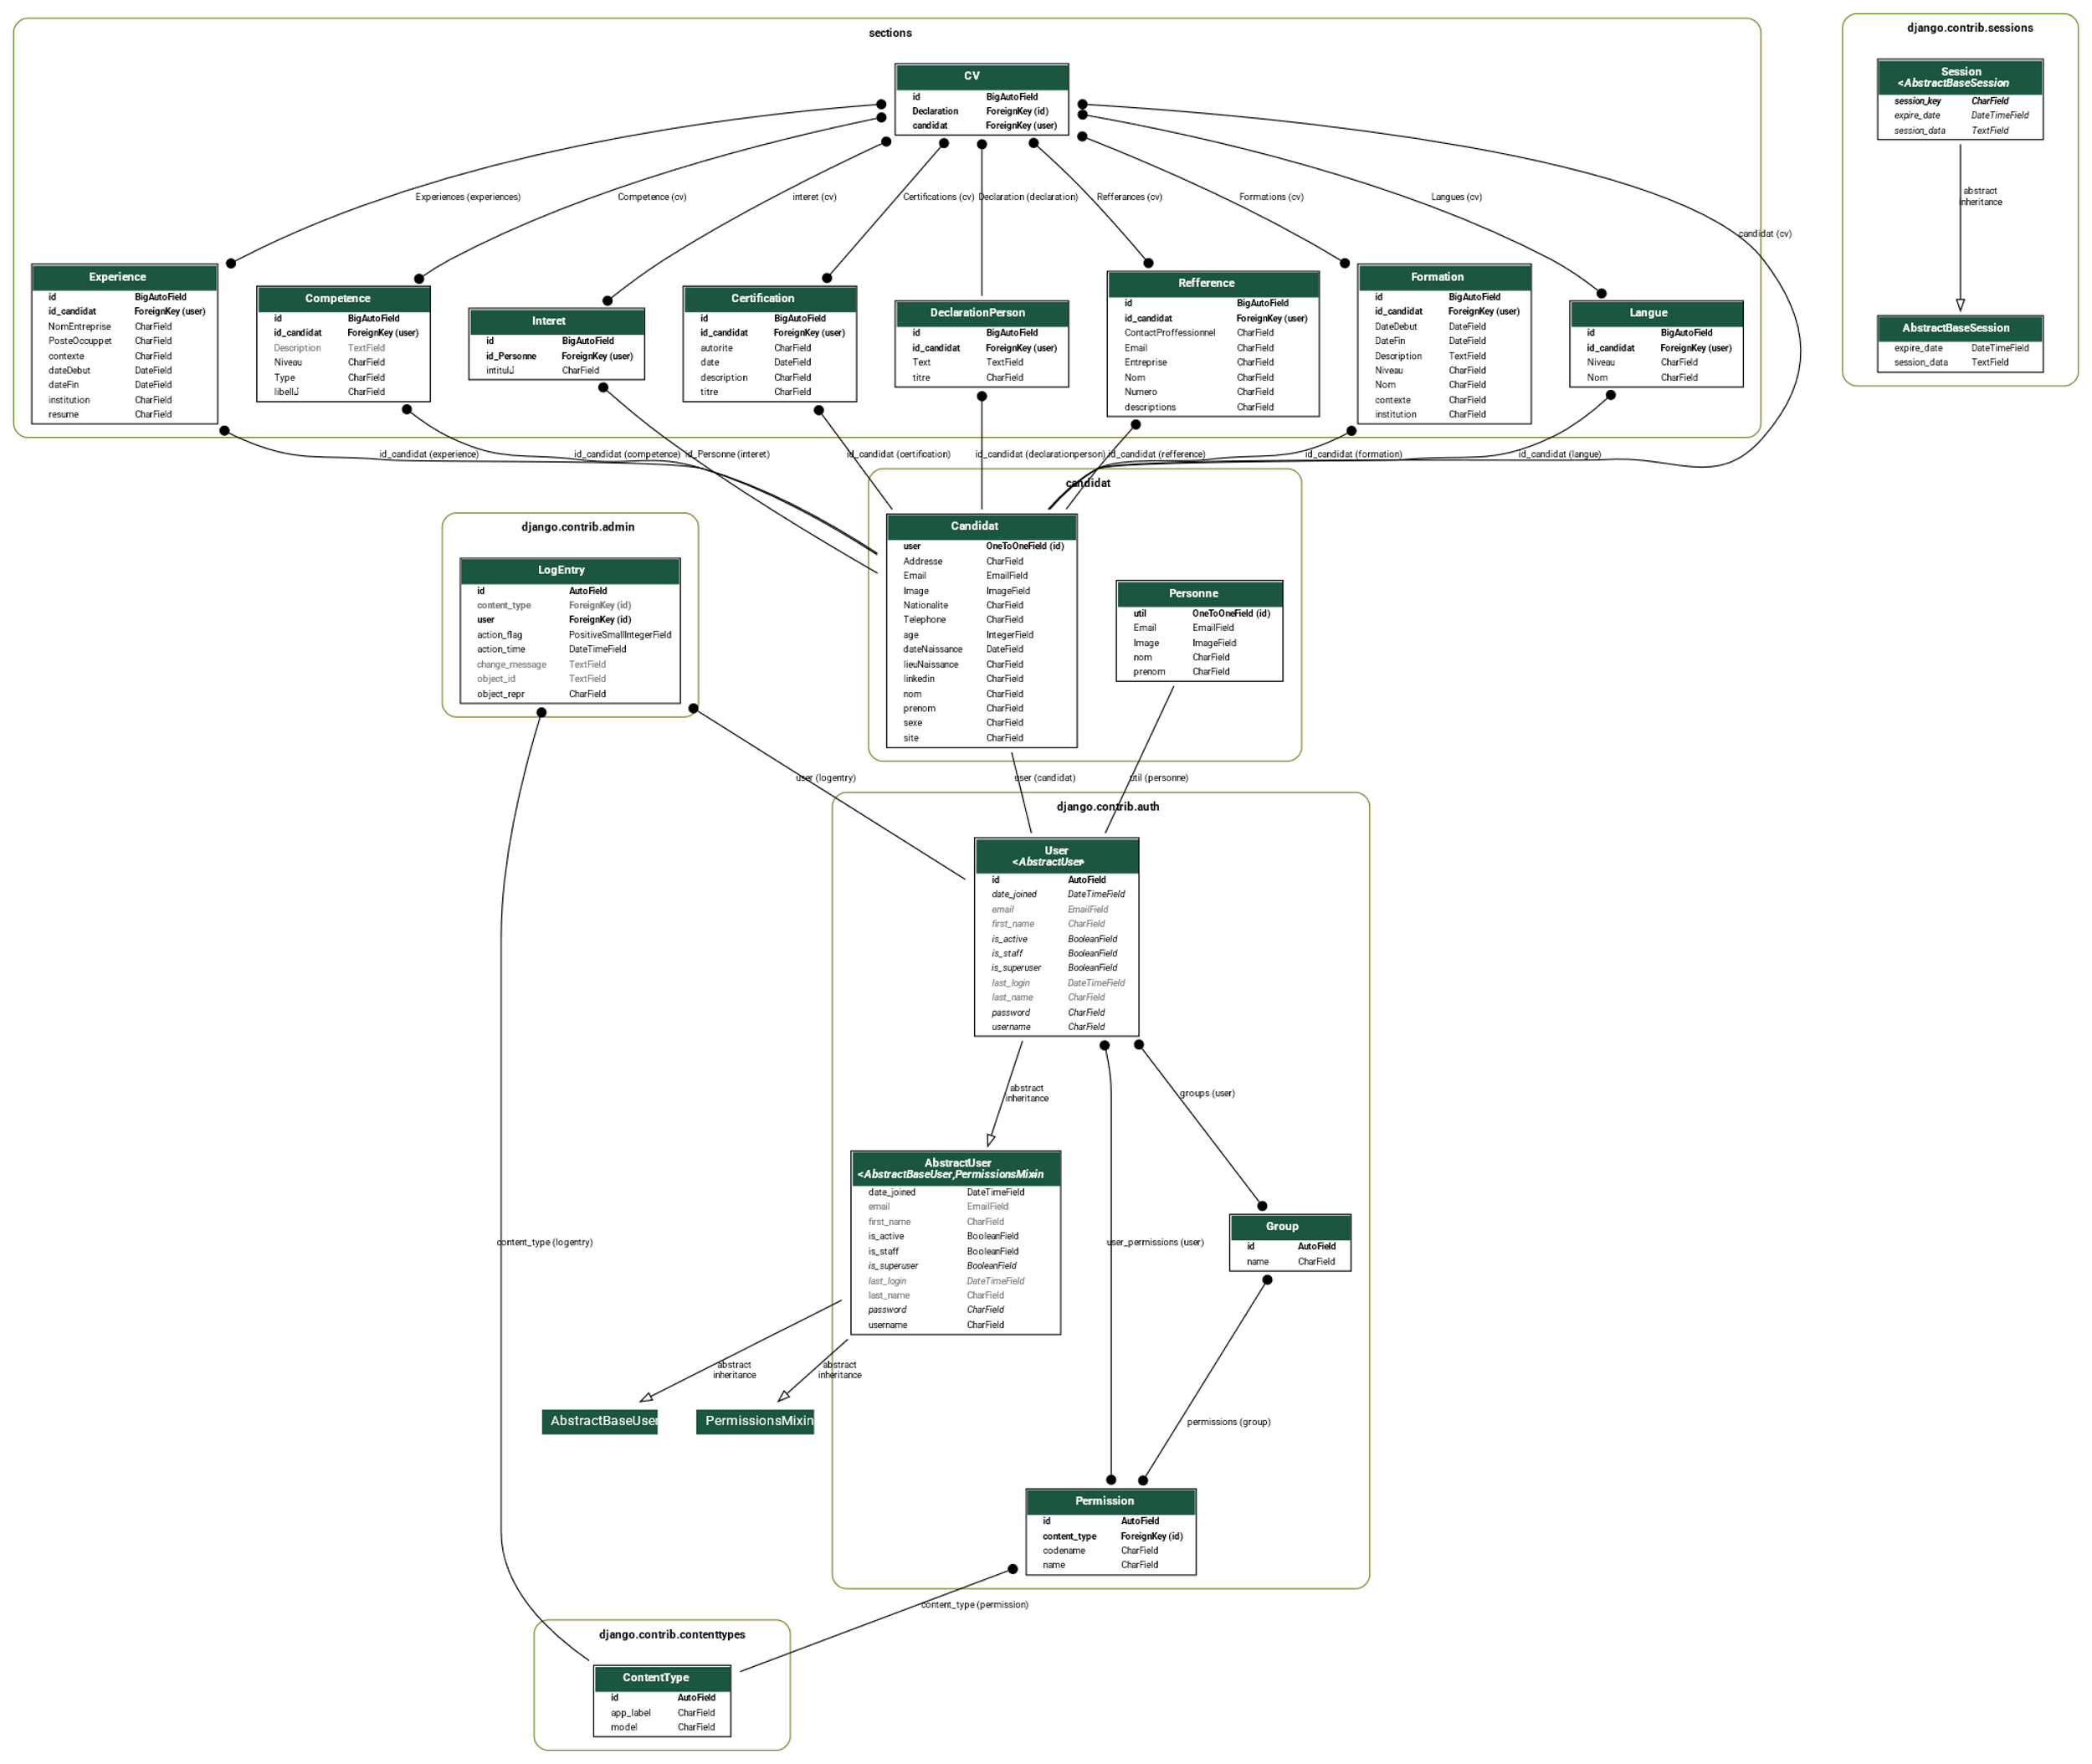 sections
CV
id BigAutoField
Declaration ForeignKey (id)
candidat ForeignKey (user)
Experiences (experiences)
Competence (cv)
interet (cv)
Certifications (cv)
Declaration (declaration)
Refferances (cv)
Formations (cv)
Langues (cv)
candidat (cv)
Experience
id BigAutoField
id_candidat ForeignKey (user)
NomEntreprise CharField
PosteOccuppet CharField
contexte CharField
dateDebut DateField
dateFin DateField
institution CharField
resume CharField
Competence
id BigAutoField
id_candidat ForeignKey (user)
Description TextField
Niveau CharField
Type CharField
CharField
Interet
id BigAutoField
id_Personne ForeignKey (user)
CharField
Certification
id BigAutoField
id_candidat ForeignKey (user)
autorite CharField
date DateField
description CharField
titre CharField
DeclarationPerson
id BigAutoField
id_candidat ForeignKey (user)
Text TextField
titre CharField
Refference
id BigAutoField
id_candidat ForeignKey (user)
ContactProffessionnel CharField
Email CharField
Entreprise CharField
Nom CharField
Numero CharField
descriptions CharField
Formation
id BigAutoField
id_candidat ForeignKey (user)
DateDebut DateField
DateFin DateField
Description TextField
Niveau CharField
Nom CharField
contexte CharField
institution CharField
Langue
id BigAutoField
id_candidat ForeignKey (user)
Niveau CharField
Nom CharField
id_candidat (experience)
id_candidat (competence)
id_Personne (interet)
id_candidat (certification)
id_candidat (declarationperson)
id_candidat (refference)
id_candidat (formation)
id_candidat (langue)
django.contrib.sessions
Session
<AbstractBaseSession
session_key CharField
expire_date DateTimeField
session_data TextField
abstract
inheritance
AbstractBaseSession
expire_date DateTimeField
session_data TextField
candidat
Candidat
user OneToOneField (id)
Addresse CharField
Email EmailField
Image ImageField
Nationalite CharField
Telephone CharField
age IntegerField
dateNaissance DateField
lieuNaissance CharField
linkedin CharField
nom CharField
prenom CharField
sexe CharField
site CharField
Personne
util OneToOneField (id)
Email EmailField
Image ImageField
nom CharField
prenom CharField
django.contrib.admin
LogEntry
id AutoField
content_type ForeignKey (id)
user ForeignKey (id)
action_flag PositiveSmallIntegerField
action_time DateTimeField
change_message TextField
object_id TextField
object_repr CharField
user (logentry)
user (candidat)
util (personne)
django.contrib.auth
User
<AbstractUser>
id AutoField
date_joined DateTimeField
email EmailField
first_name CharField
is_active BooleanField
is_staff BooleanField
is_superuser BooleanField
last_login DateTimeField
last_name CharField
password CharField
username CharField
abstract
inheritance
groups (user)
AbstractUser
<AbstractBaseUser,PermissionsMixin>
date_joined DateTimeField
email EmailField
first_name CharField
is_active BooleanField
is_staff BooleanField
is_superuser BooleanField
last_login DateTimeField
last_name CharField
password CharField
username CharField
Group
id AutoField
name CharField
content_type (logentry)
user_permissions (user)
abstract
inheritance
abstract
inheritance
AbstractBaseUser
PermissionsMixin
permissions (group)
Permission
id AutoField
content_type ForeignKey (id)
codename CharField
name CharField
content_type (permission)
django.contrib.contenttypes
ContentType
id AutoField
app_label CharField
model CharField